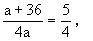 a + 36 / 4a = 5 / 4 ,